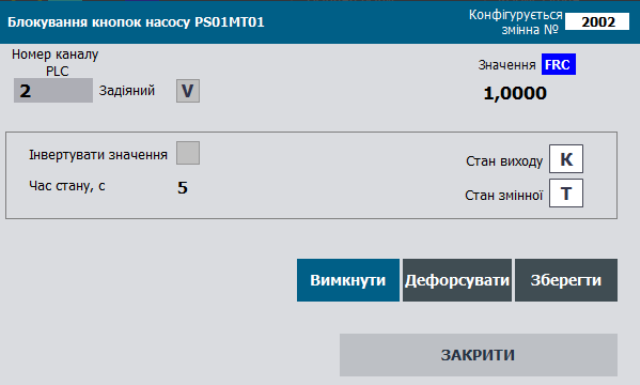 Блокування кнопок насосу PS01MT01
Конфігурується
змінна № 2002
Номер каналу
PLC
2 Задіяний V
Значення FRC
1,0000
Інвертувати значення
Час стану, с 5
Стан виходу К
Стан змінної Т
Вимкнути Дефорсувати Зберегти
ЗАКРИТИ